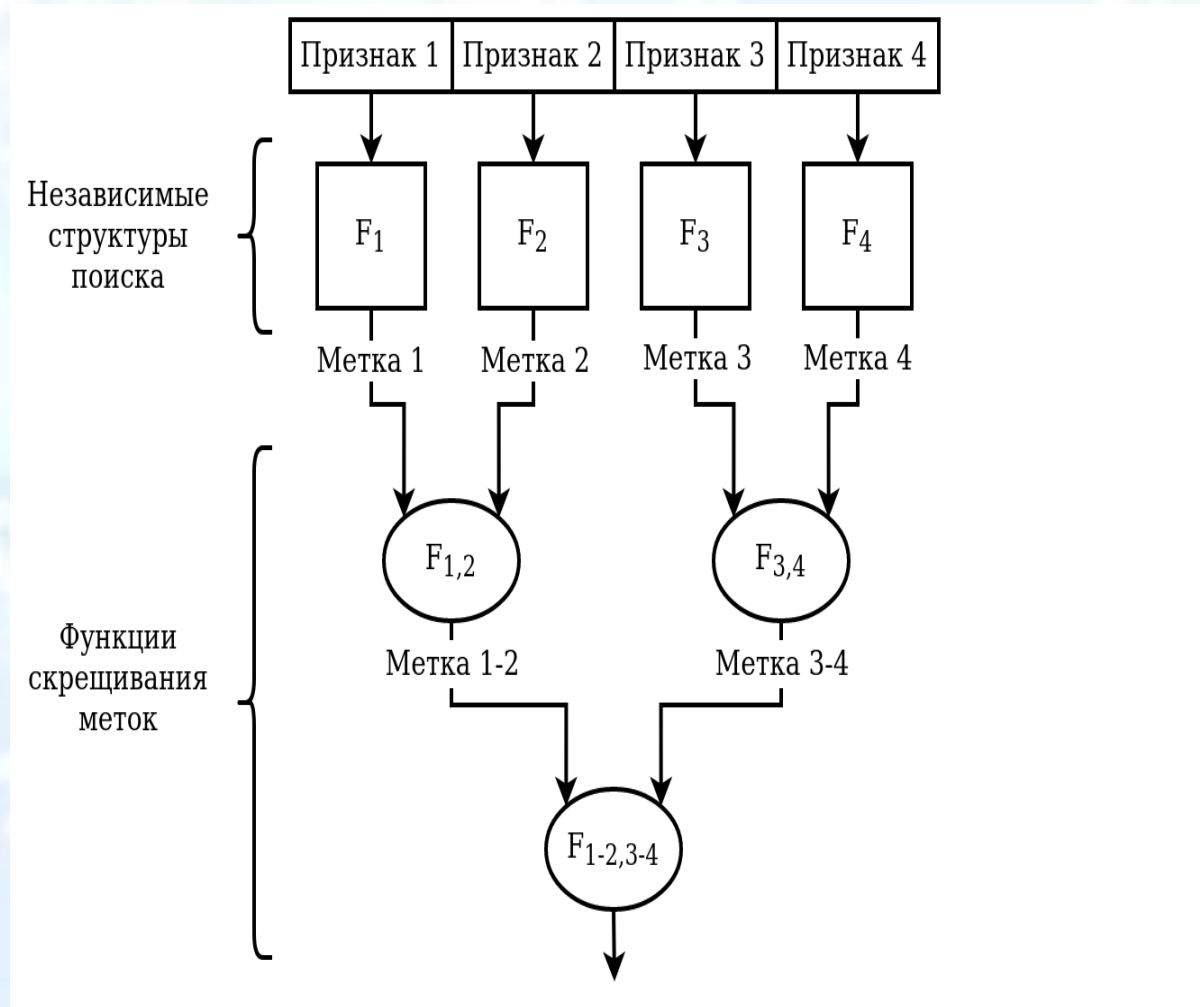 Признак 1 Признак 2 Признак 3 Признак 4
Независимые
структуры
поиска
F1 F2 F3 F4
Метка 1 Метка 2 Метка 3 Метка 4
F1,2 F3,4
Функции
скрещивания
меток
Метка 1-2 Метка 3-4
F1-2,3-4